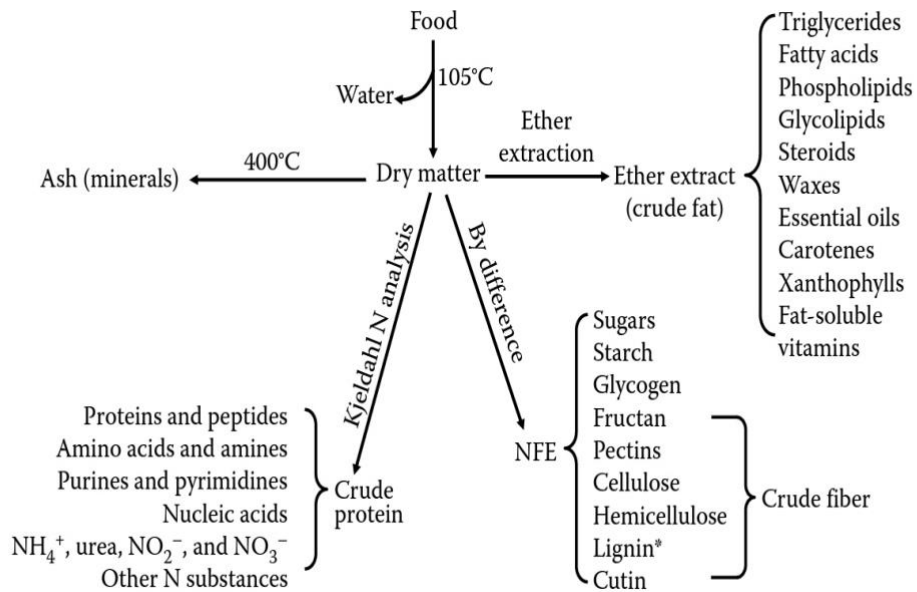 Food
105°C
Water
Ether
extraction
400°C
Ash (minerals)
Dry matter
Ether extract
(crude fat)
Triglycerides
Fatty acids
Phospholipids
Glycolipids
Steroids
Waxes
Essential oils
Carotenes
Xanthophylls
Fat-soluble
vitamins
Kjeldahl N analysis
By difference
Proteins and peptides
Amino acids and amines
Purines and pyrimidines
Nucleic acids
NH₄⁺, urea, NO₂⁻, and NO₃⁻
Other N substances
Crude
protein
NFE
Sugars
Starch
Glycogen
Fructan
Pectins
Cellulose
Hemicellulose
Lignin*
Cutin
Crude fiber